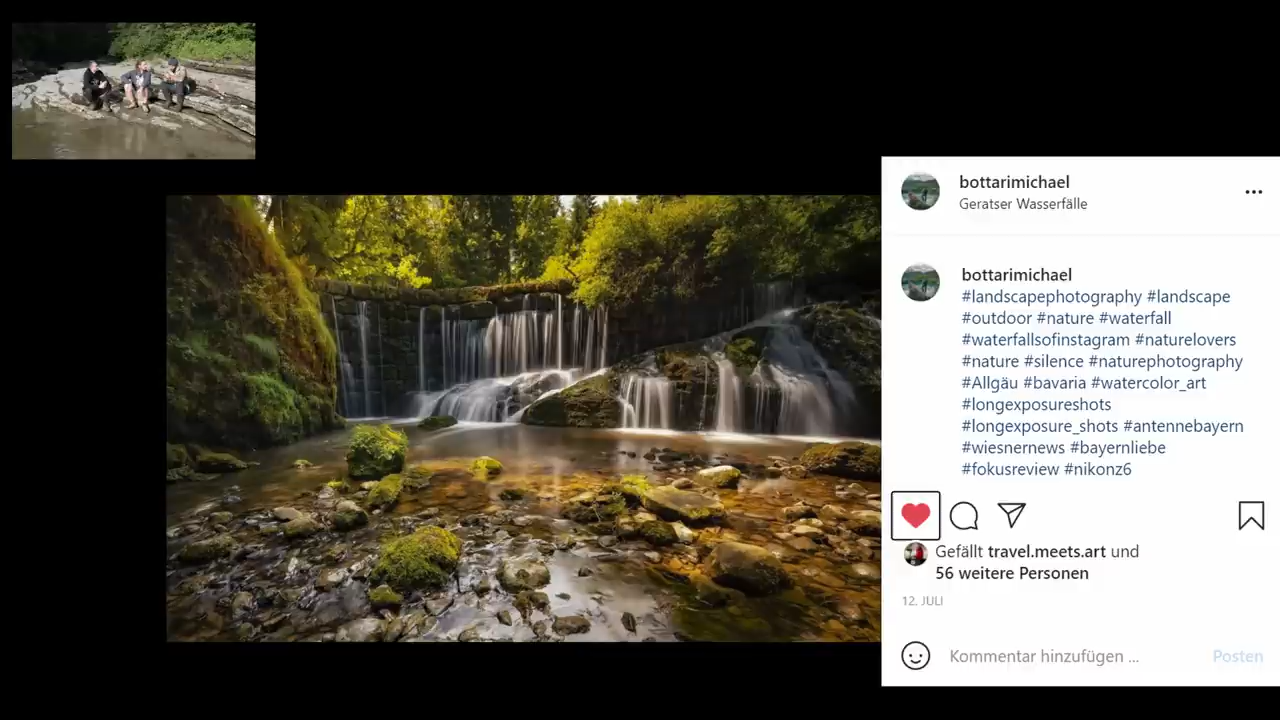 bottarimichael
Geratser Wasserfälle
bottarimichael
#landscapephotography #landscape
#outdoor #nature #waterfall
#waterfallsofinstagram #naturelovers
#nature #silence #naturephotography
#Allgäu #bavaria #watercolor_art
#longexposureshots
#longexposure_shots #antennebayern
#wiesnernews #bayernliebe
#fokusreview #nikonz6
Gefällt travel.meets.art und
56 weitere Personen
12. JULI
Kommentar hinzufügen ... Posten